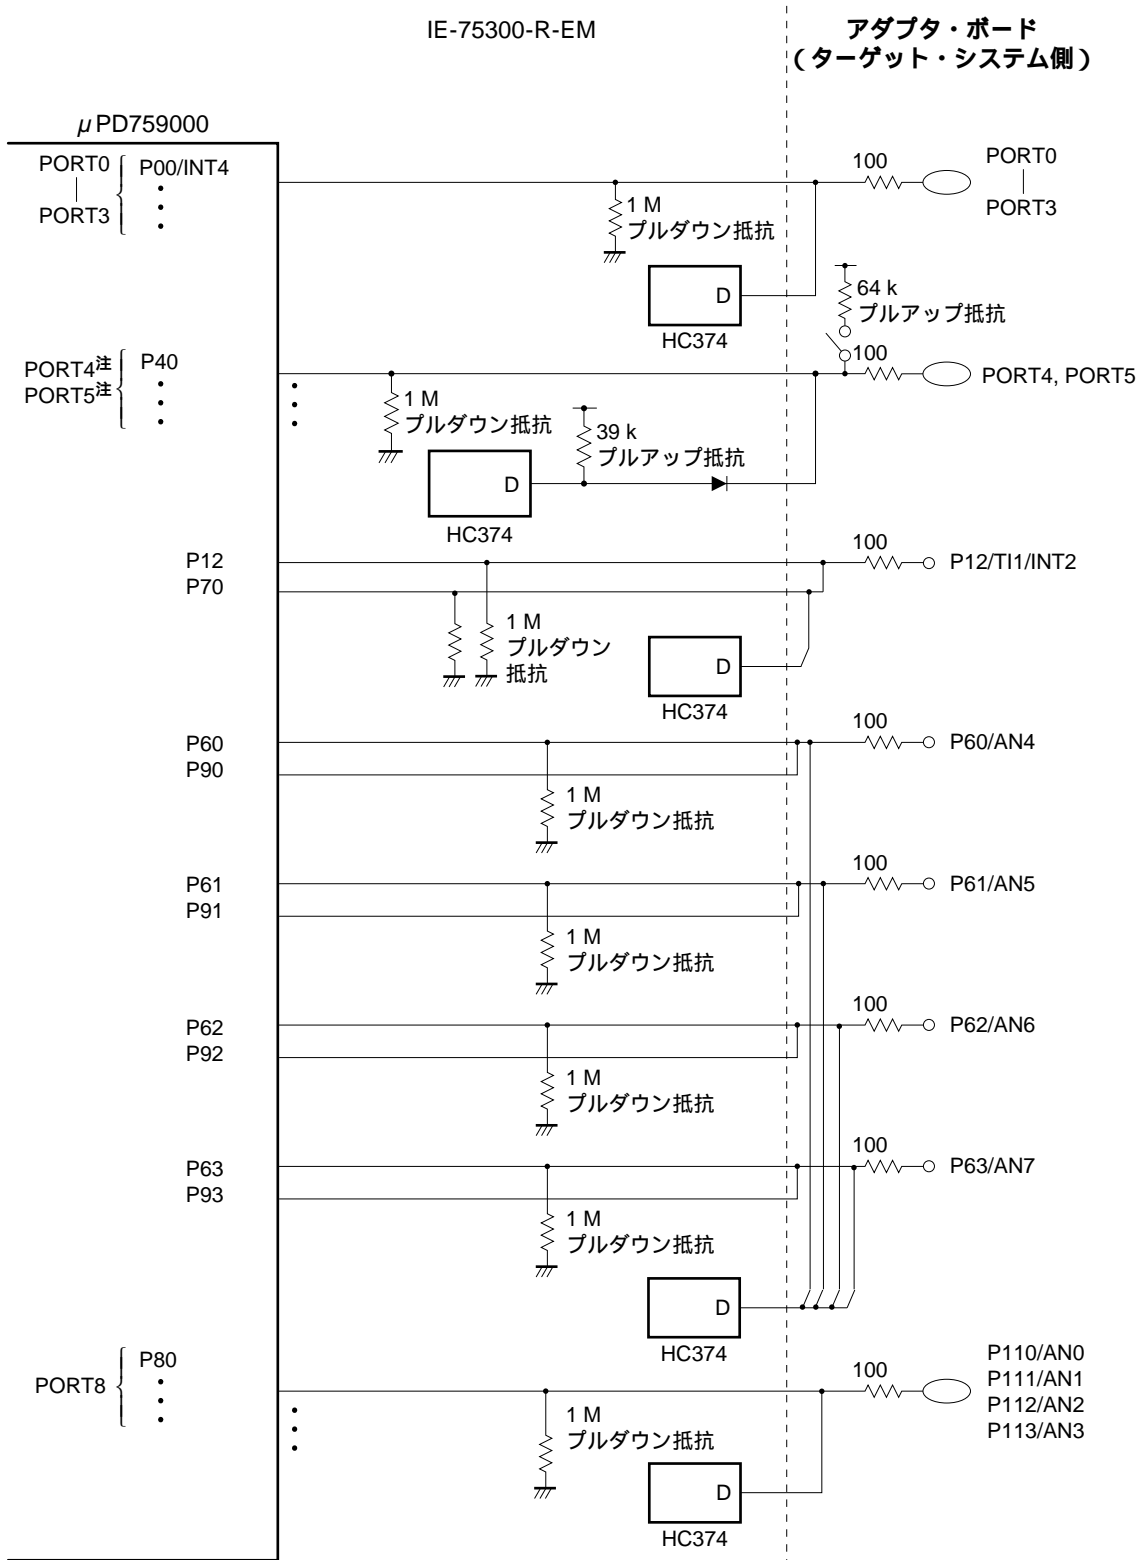 IE-75300-R-EM
アダプタ・ボード
(ターゲット・システム側)
μPD759000
PORT0
PORT3
P00/INT4
100
PORT0
PORT3
1 M
プルダウン抵抗
D
HC374
64 k
プルアップ抵抗
PORT4注
PORT5注
P40
100
PORT4, PORT5
1 M
プルダウン抵抗
39 k
プルアップ抵抗
D
HC374
P12
P70
100
P12/TI1/INT2
1 M
プルダウン
抵抗
D
HC374
P60
P90
100
P60/AN4
1 M
プルダウン抵抗
P61
P91
100
P61/AN5
1 M
プルダウン抵抗
P62
P92
100
P62/AN6
1 M
プルダウン抵抗
P63
P93
100
P63/AN7
1 M
プルダウン抵抗
D
HC374
PORT8
P80
100
P110/AN0
P111/AN1
P112/AN2
P113/AN3
1 M
プルダウン抵抗
D
HC374